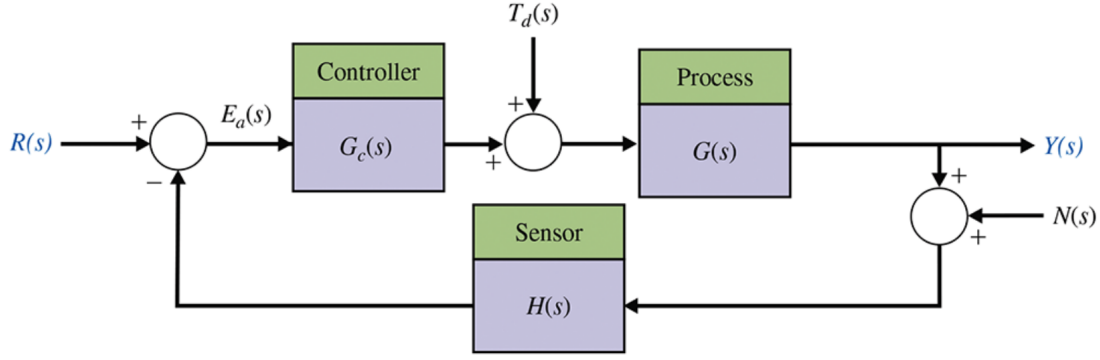 T_d(s)
Controller
Process
+
E_a(s)
+
R(s)
G_c(s)
+
G(s)
Y(s)
−
+
N(s)
+
Sensor
H(s)